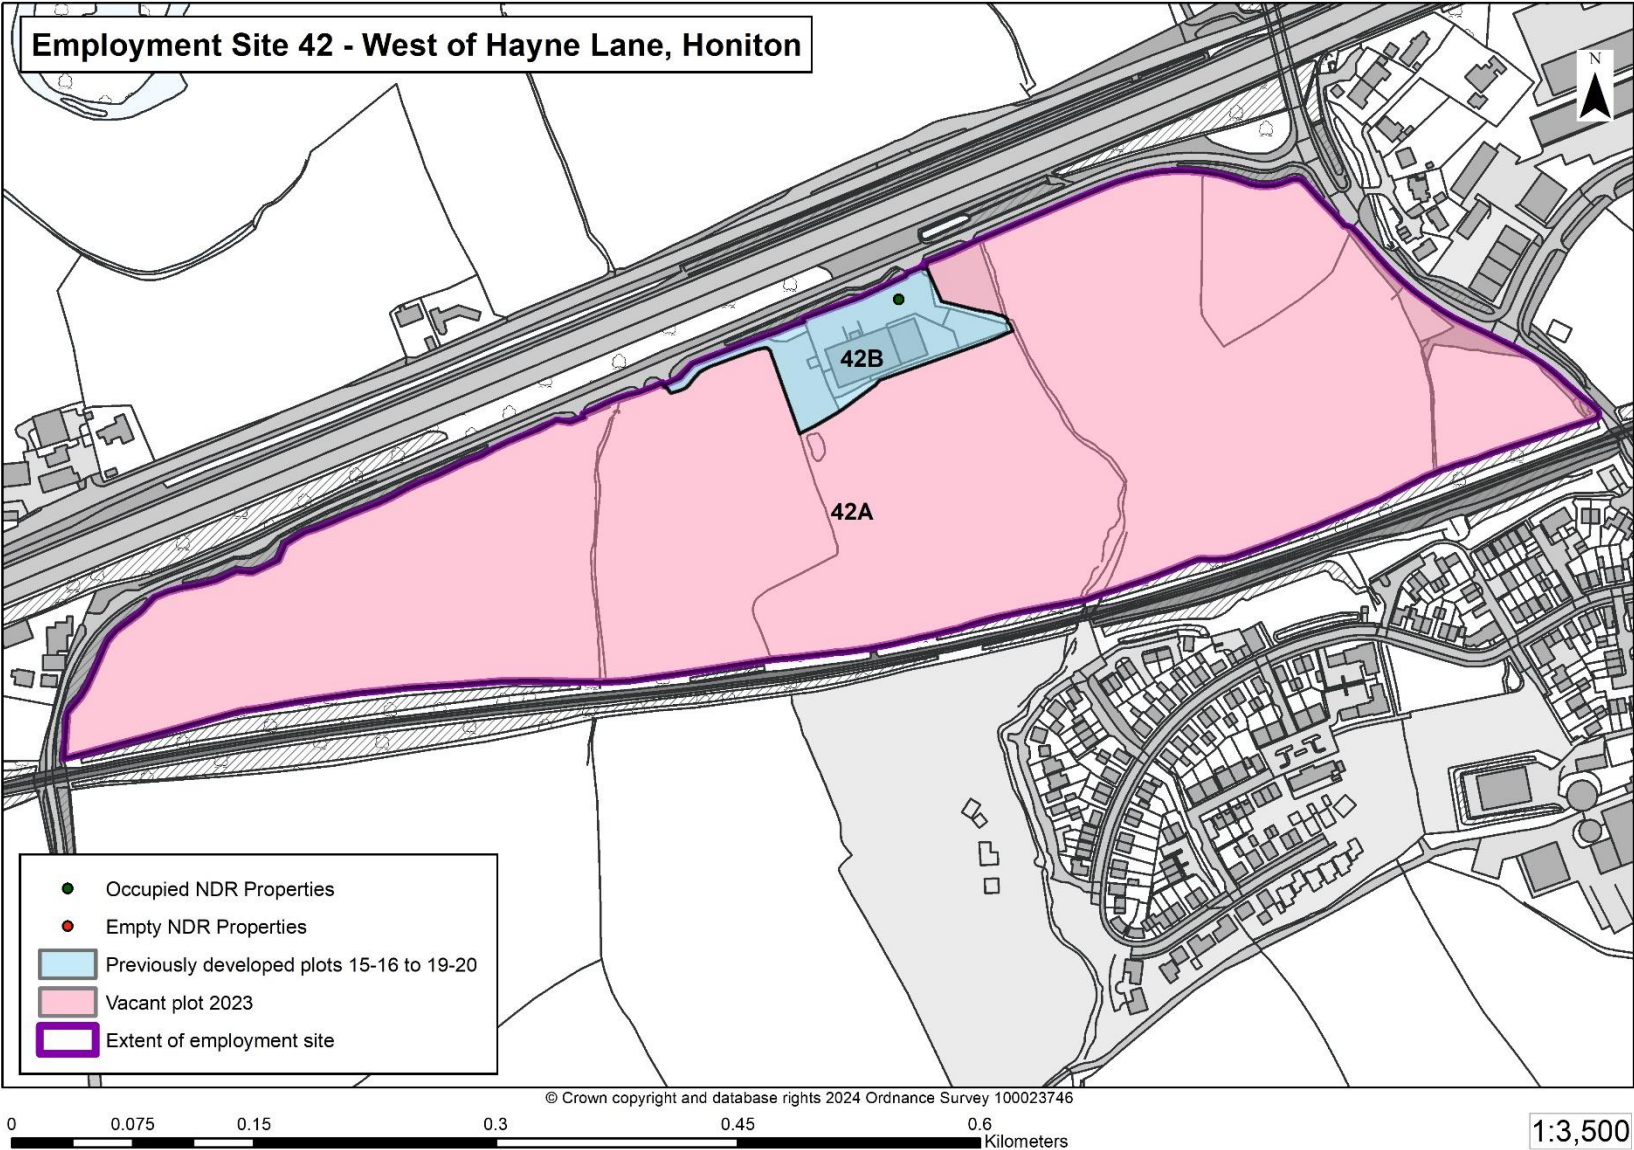 Employment Site 42 - West of Hayne Lane, Honiton
N
42B
42A
Occupied NDR Properties
Empty NDR Properties
Previously developed plots 15-16 to 19-20
Vacant plot 2023
Extent of employment site
© Crown copyright and database rights 2024 Ordnance Survey 100023746
0 0.075 0.15 0.3 0.45 0.6
Kilometers
1:3,500